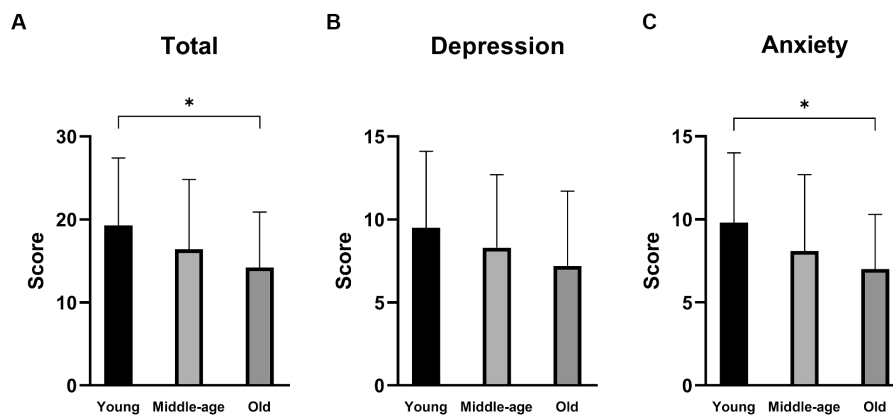 A
Total
*
Score
30
20
10
0
Young Middle-age Old
B
Depression
Score
15
10
5
0
Young Middle-age Old
C
Anxiety
*
Score
15
10
5
0
Young Middle-age Old